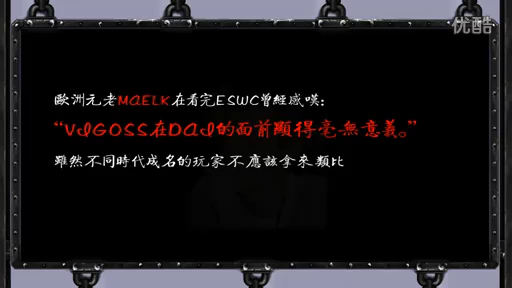 优酷
歐洲元老MAELK在看完ESWC曾經感嘆:
“VIGOSS在DADI的面前顯得毫無意義。”
雖然不同時代成名的玩家不應該拿來類比